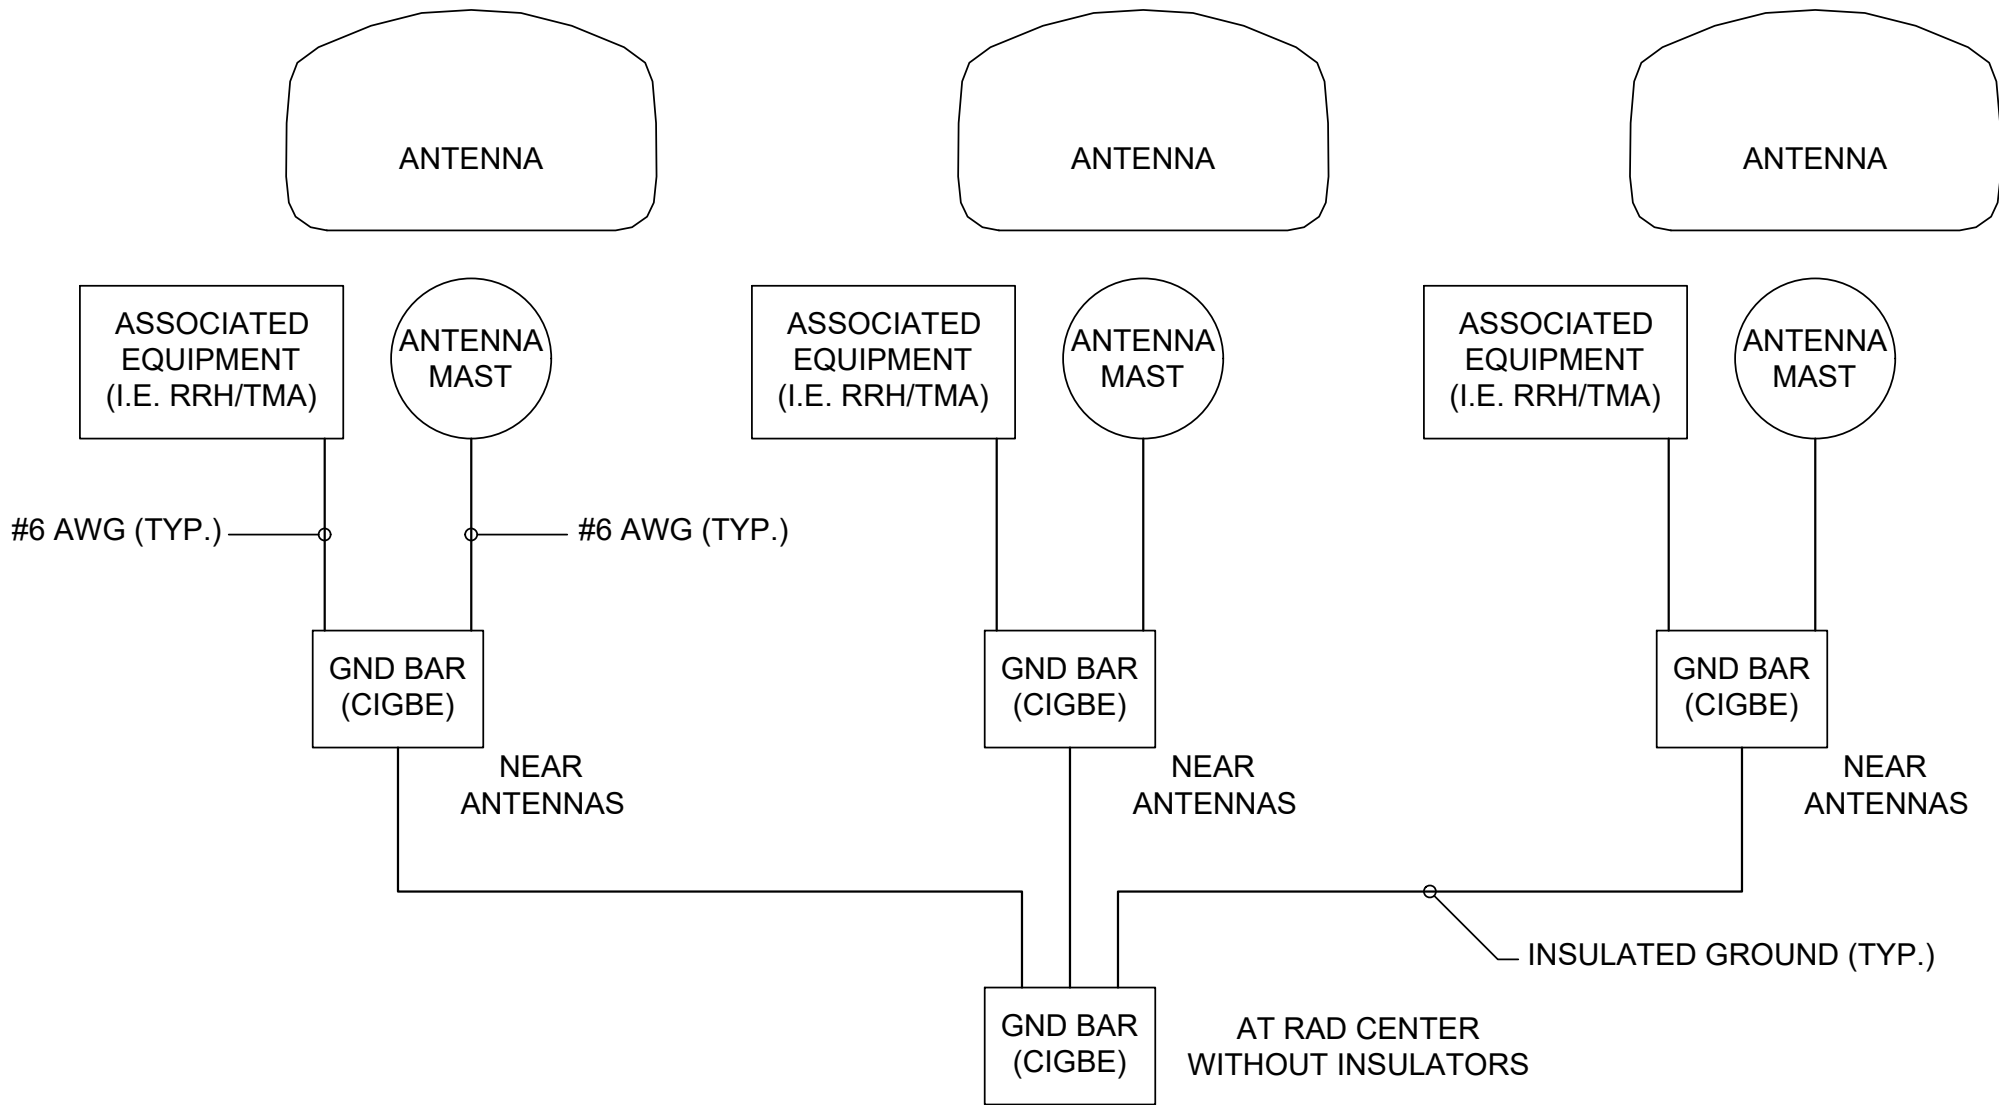 ANTENNA
ANTENNA
ANTENNA
ASSOCIATED
EQUIPMENT
(I.E. RRH/TMA)
ANTENNA
MAST
ASSOCIATED
EQUIPMENT
(I.E. RRH/TMA)
ANTENNA
MAST
ASSOCIATED
EQUIPMENT
(I.E. RRH/TMA)
ANTENNA
MAST
#6 AWG (TYP.)
#6 AWG (TYP.)
GND BAR
(CIGBE)
NEAR
ANTENNAS
GND BAR
(CIGBE)
NEAR
ANTENNAS
GND BAR
(CIGBE)
NEAR
ANTENNAS
INSULATED GROUND (TYP.)
GND BAR
(CIGBE)
AT RAD CENTER
WITHOUT INSULATORS